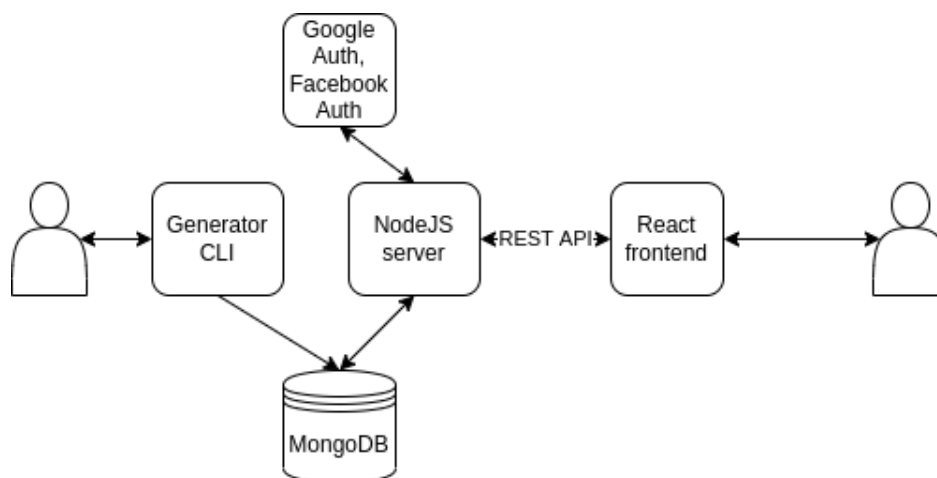 Google
Auth,
Facebook
Auth
Generator
CLI
NodeJS
server
REST API
React
frontend
MongoDB